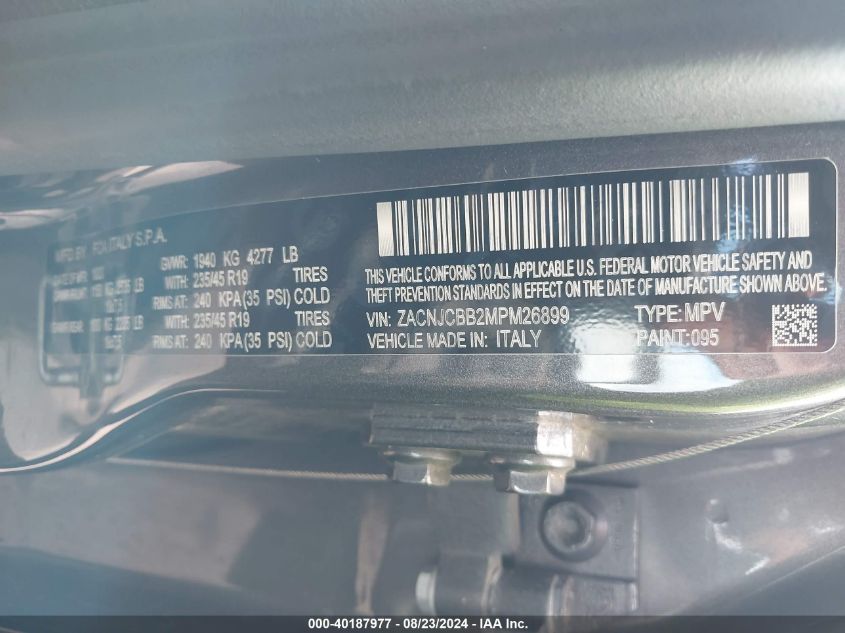 MFD BY FCA ITALY S.P.A.
GVWR: 1940 KG 4277 LB
WITH: 235/45 R19 TIRES
RIMS AT: 240 KPA(35 PSI) COLD
WITH: 235/45 R19 TIRES
RIMS AT: 240 KPA(35 PSI) COLD
THIS VEHICLE CONFORMS TO ALL APPLICABLE U.S. FEDERAL MOTOR VEHICLE SAFETY AND
THEFT PREVENTION STANDARDS IN EFFECT ON THE DATE OF MANUFACTURE SHOWN ABOVE.
VIN: ZACNJCBB2MPM26899 TYPE: MPV
VEHICLE MADE IN: ITALY PAINT:095
000-40187977 - 08/23/2024 - IAA Inc.